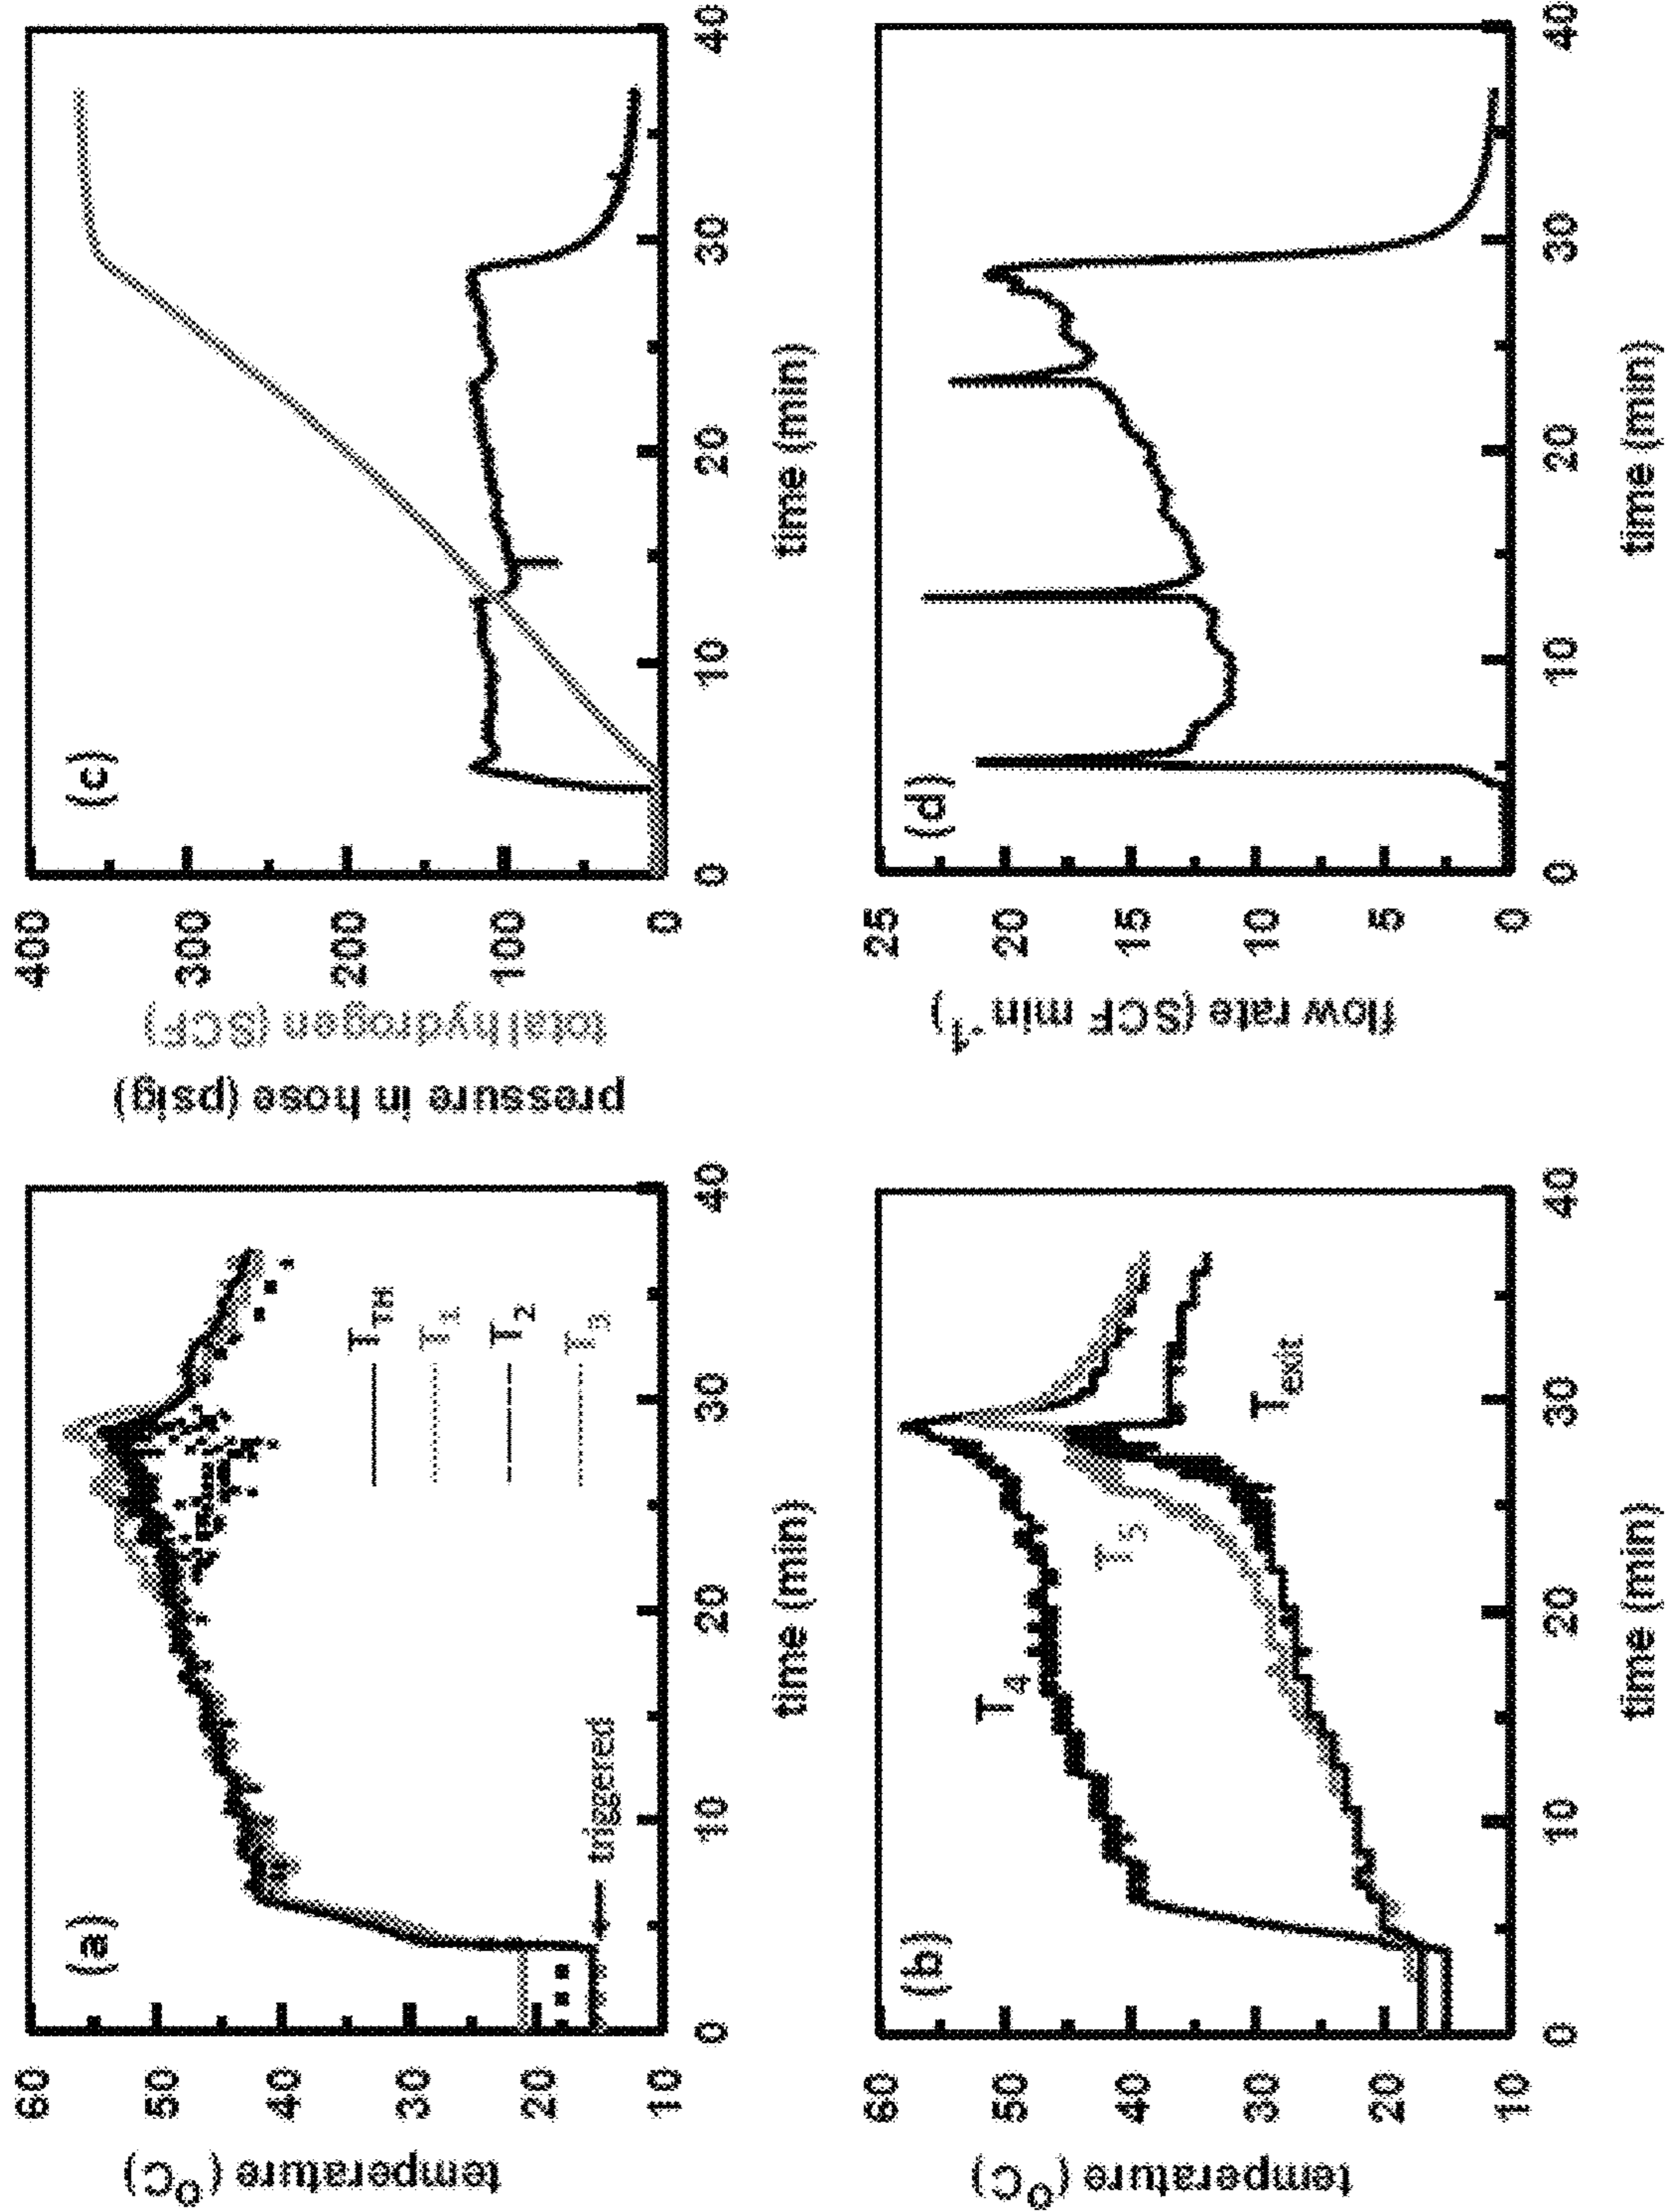 (a)
temperature (°C)
60
50
40
30
20
10
0
10
20
30
40
time (min)
triggered
T_TH
T_1
T_2
T_3
(b)
temperature (°C)
60
50
40
30
20
10
0
10
20
30
40
time (min)
T_4
T_5
T_exit
(c)
pressure in hose (psig)
total hydrogen (SCF)
400
300
200
100
0
0
10
20
30
40
time (min)
(d)
flow rate (SCF min⁻¹)
25
20
15
10
5
0
0
10
20
30
40
time (min)